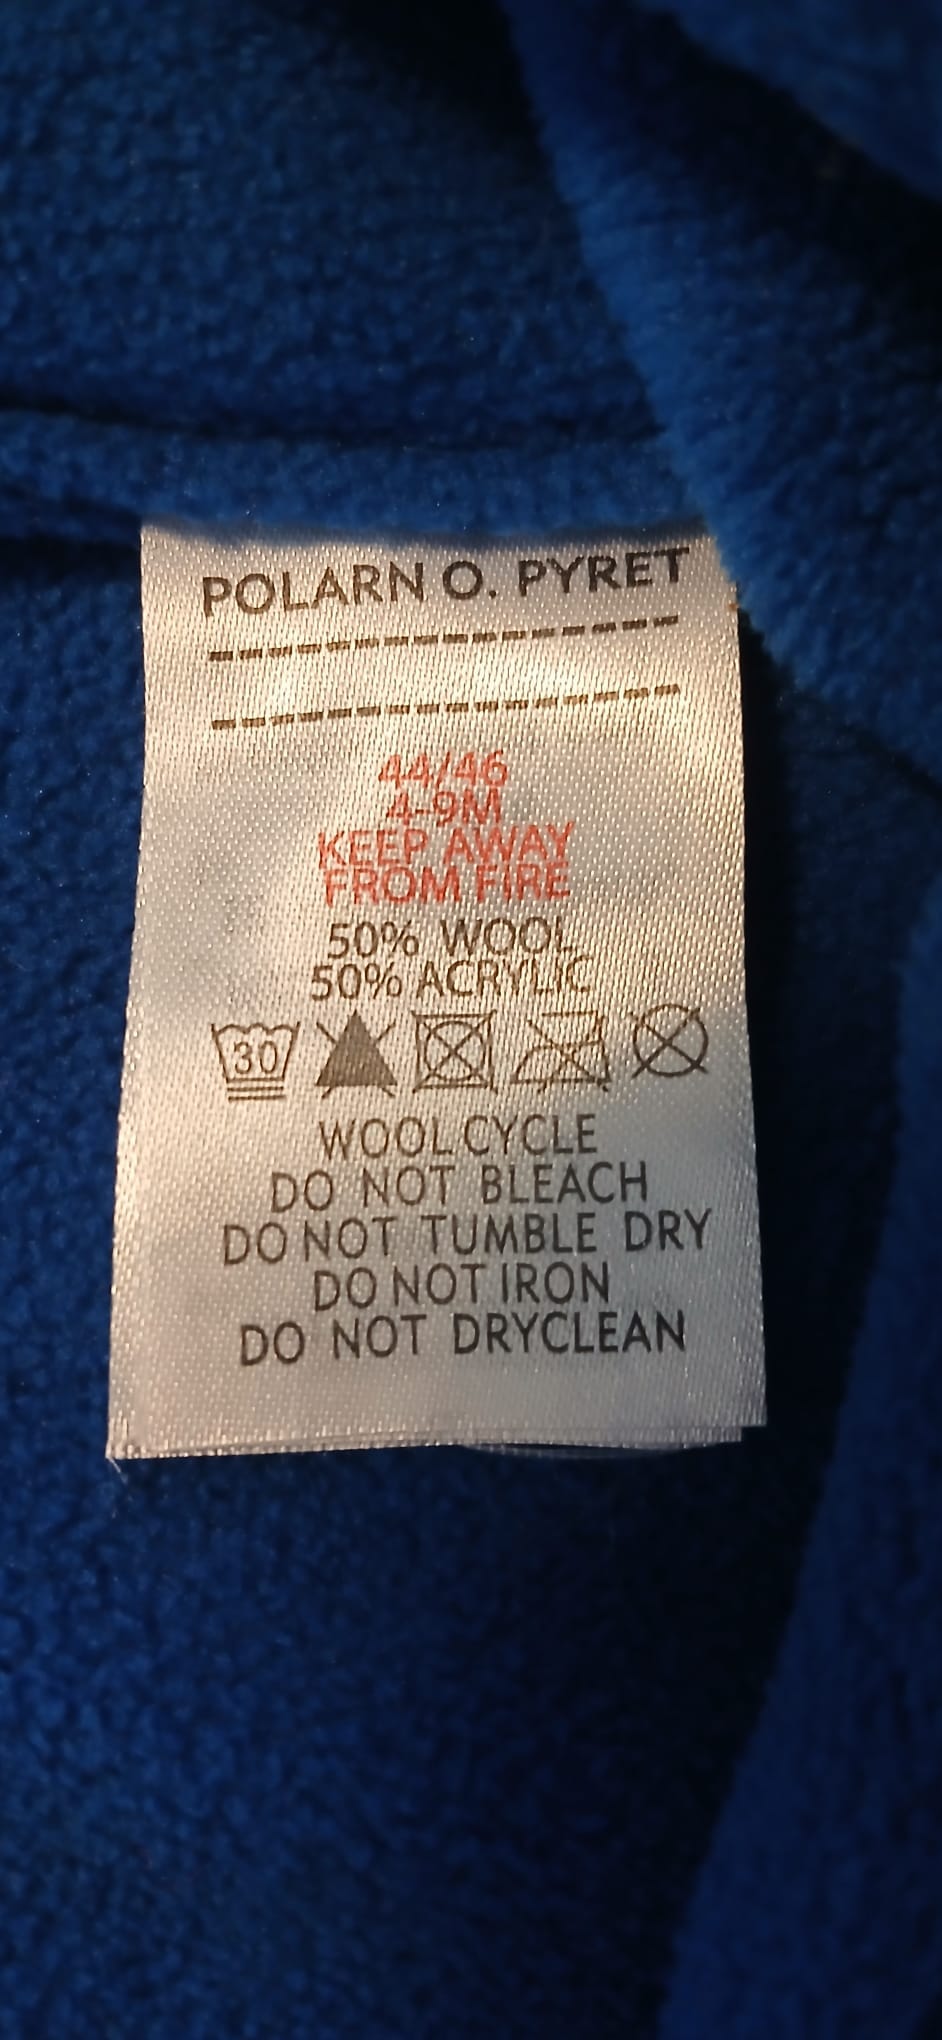 POLARN O. PYRET
44/46
4-9M
KEEP AWAY
FROM FIRE
50% WOOL
50% ACRYLIC
30
WOOL CYCLE
DO NOT BLEACH
DO NOT TUMBLE DRY
DO NOT IRON
DO NOT DRYCLEAN